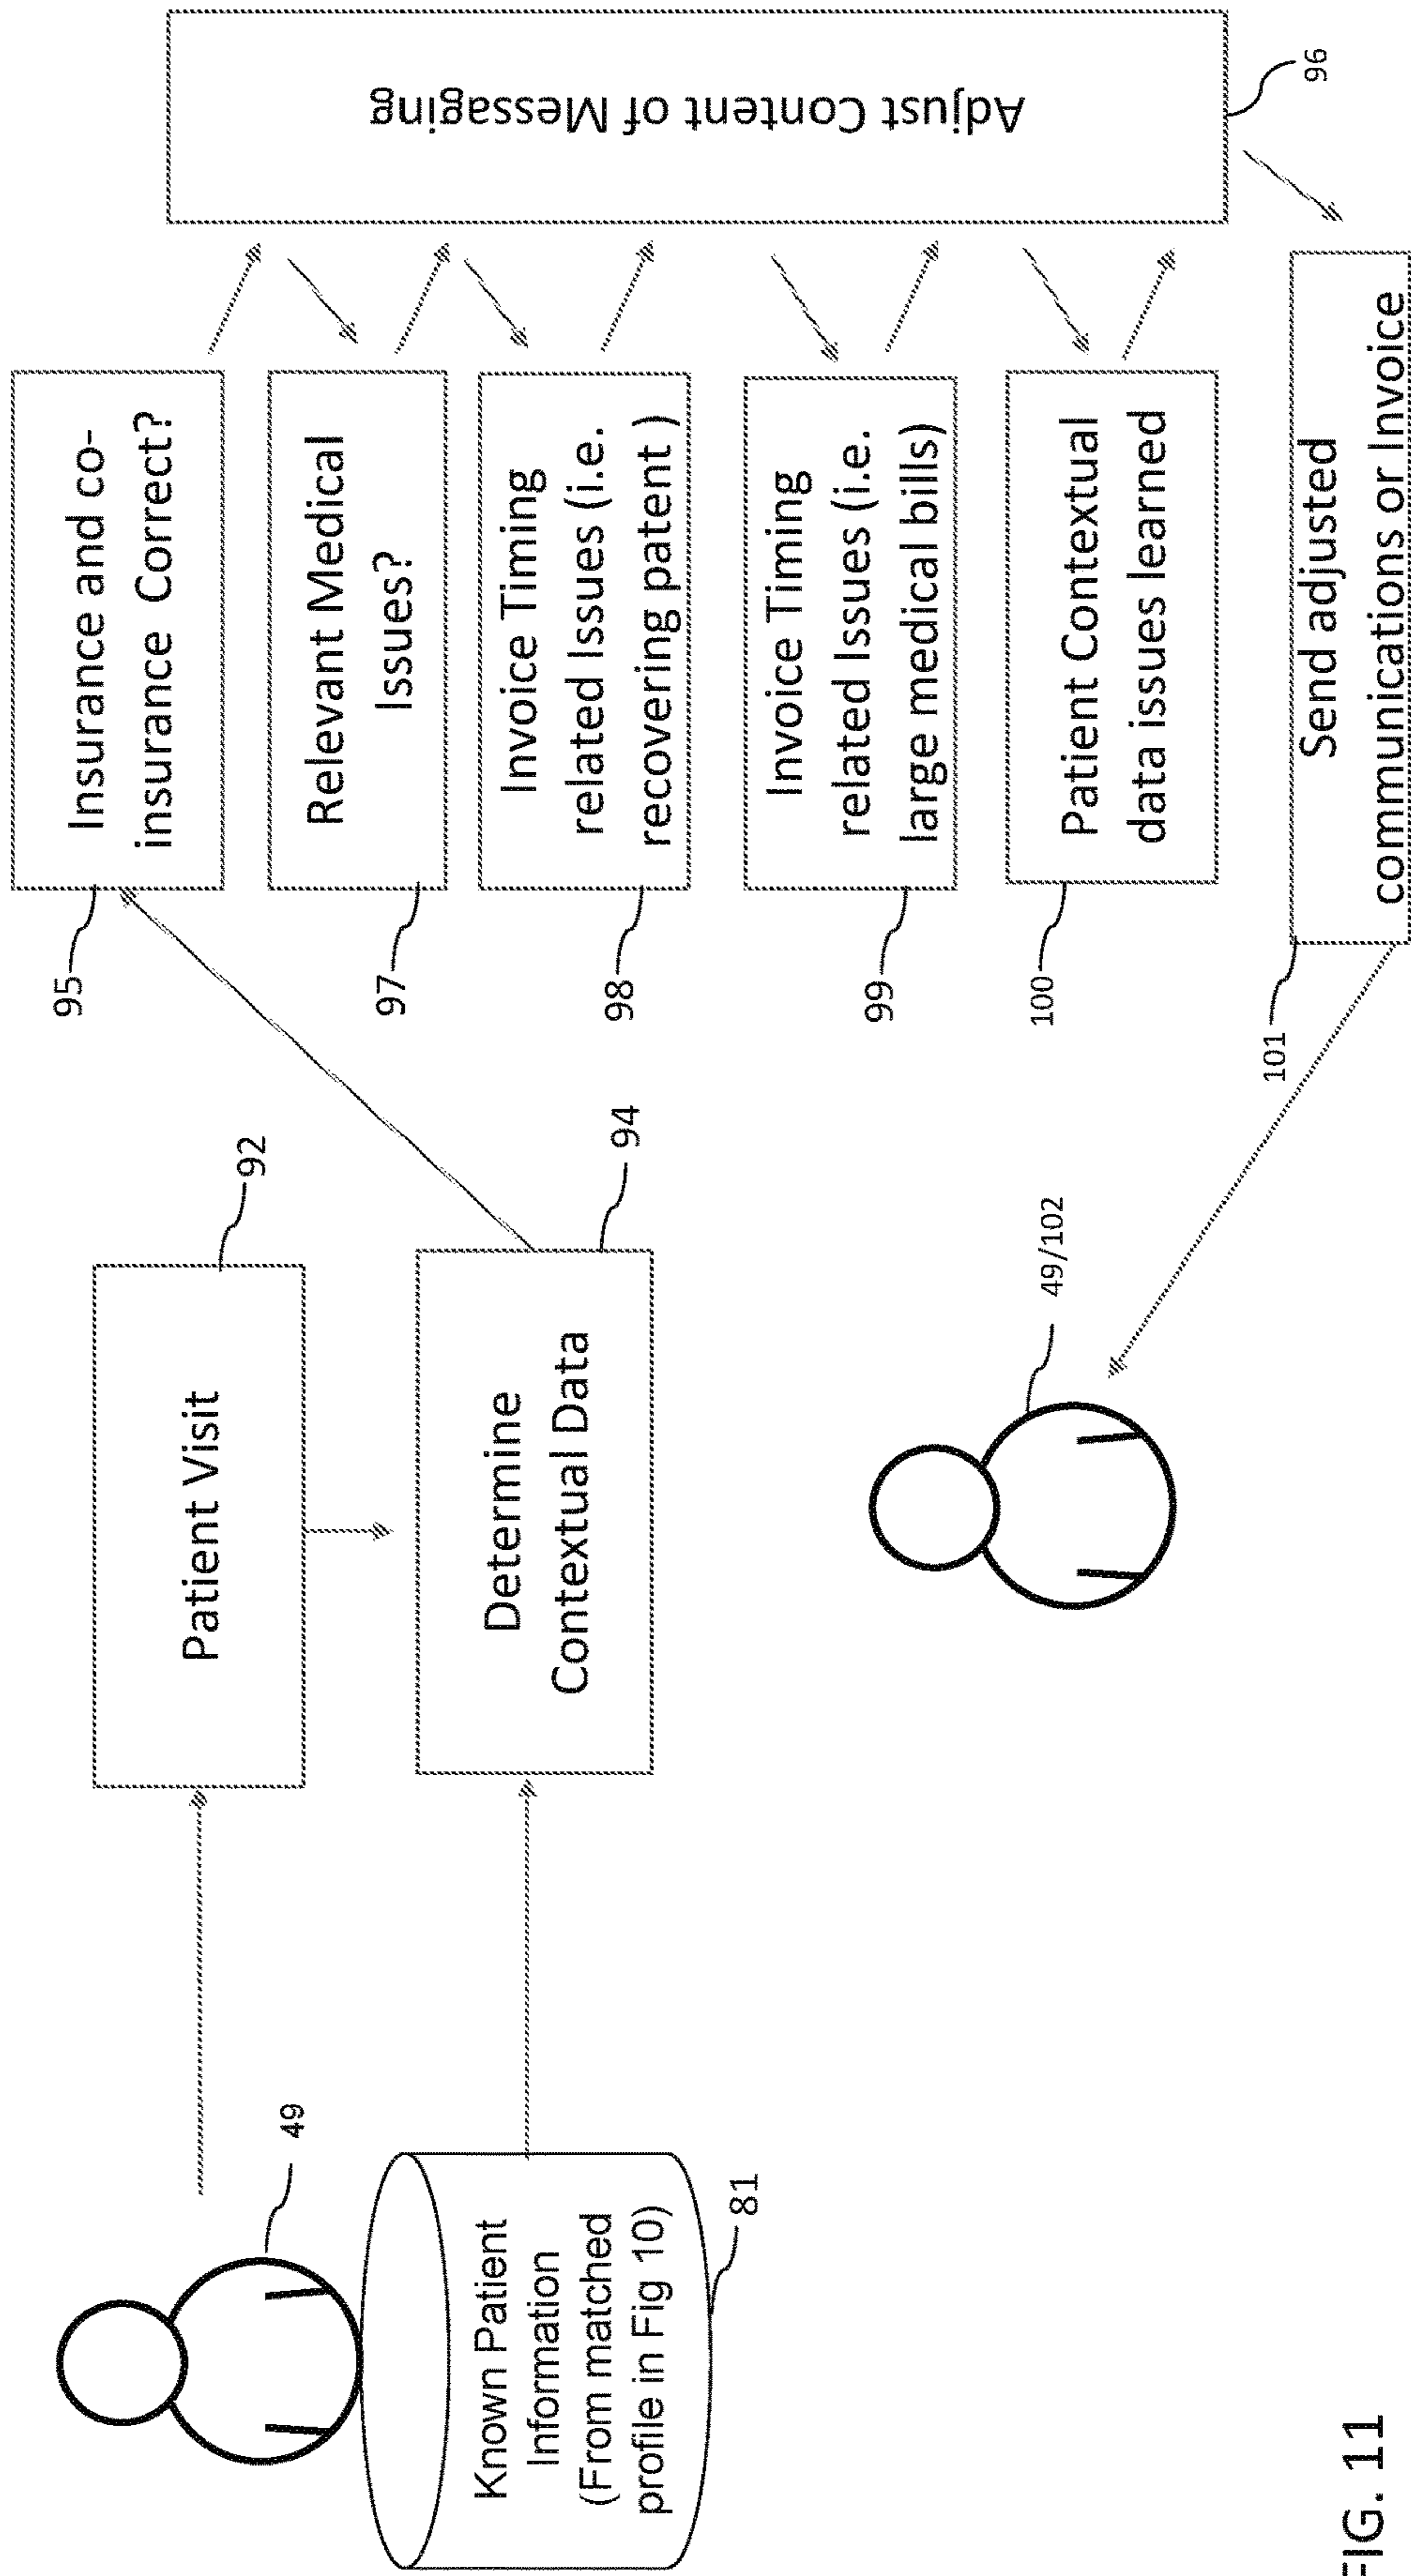 49
Known Patient
Information
(From matched
profile in Fig 10)
81
Patient Visit
92
Determine
Contextual Data
94
95
Insurance and co-
insurance Correct?
97
Relevant Medical
Issues?
98
Invoice Timing
related Issues (i.e.
recovering patent )
99
Invoice Timing
related Issues (i.e.
large medical bills)
100
Patient Contextual
data issues learned
Adjust Content of Messaging
96
101
Send adjusted
communications or Invoice
49/102
FIG. 11